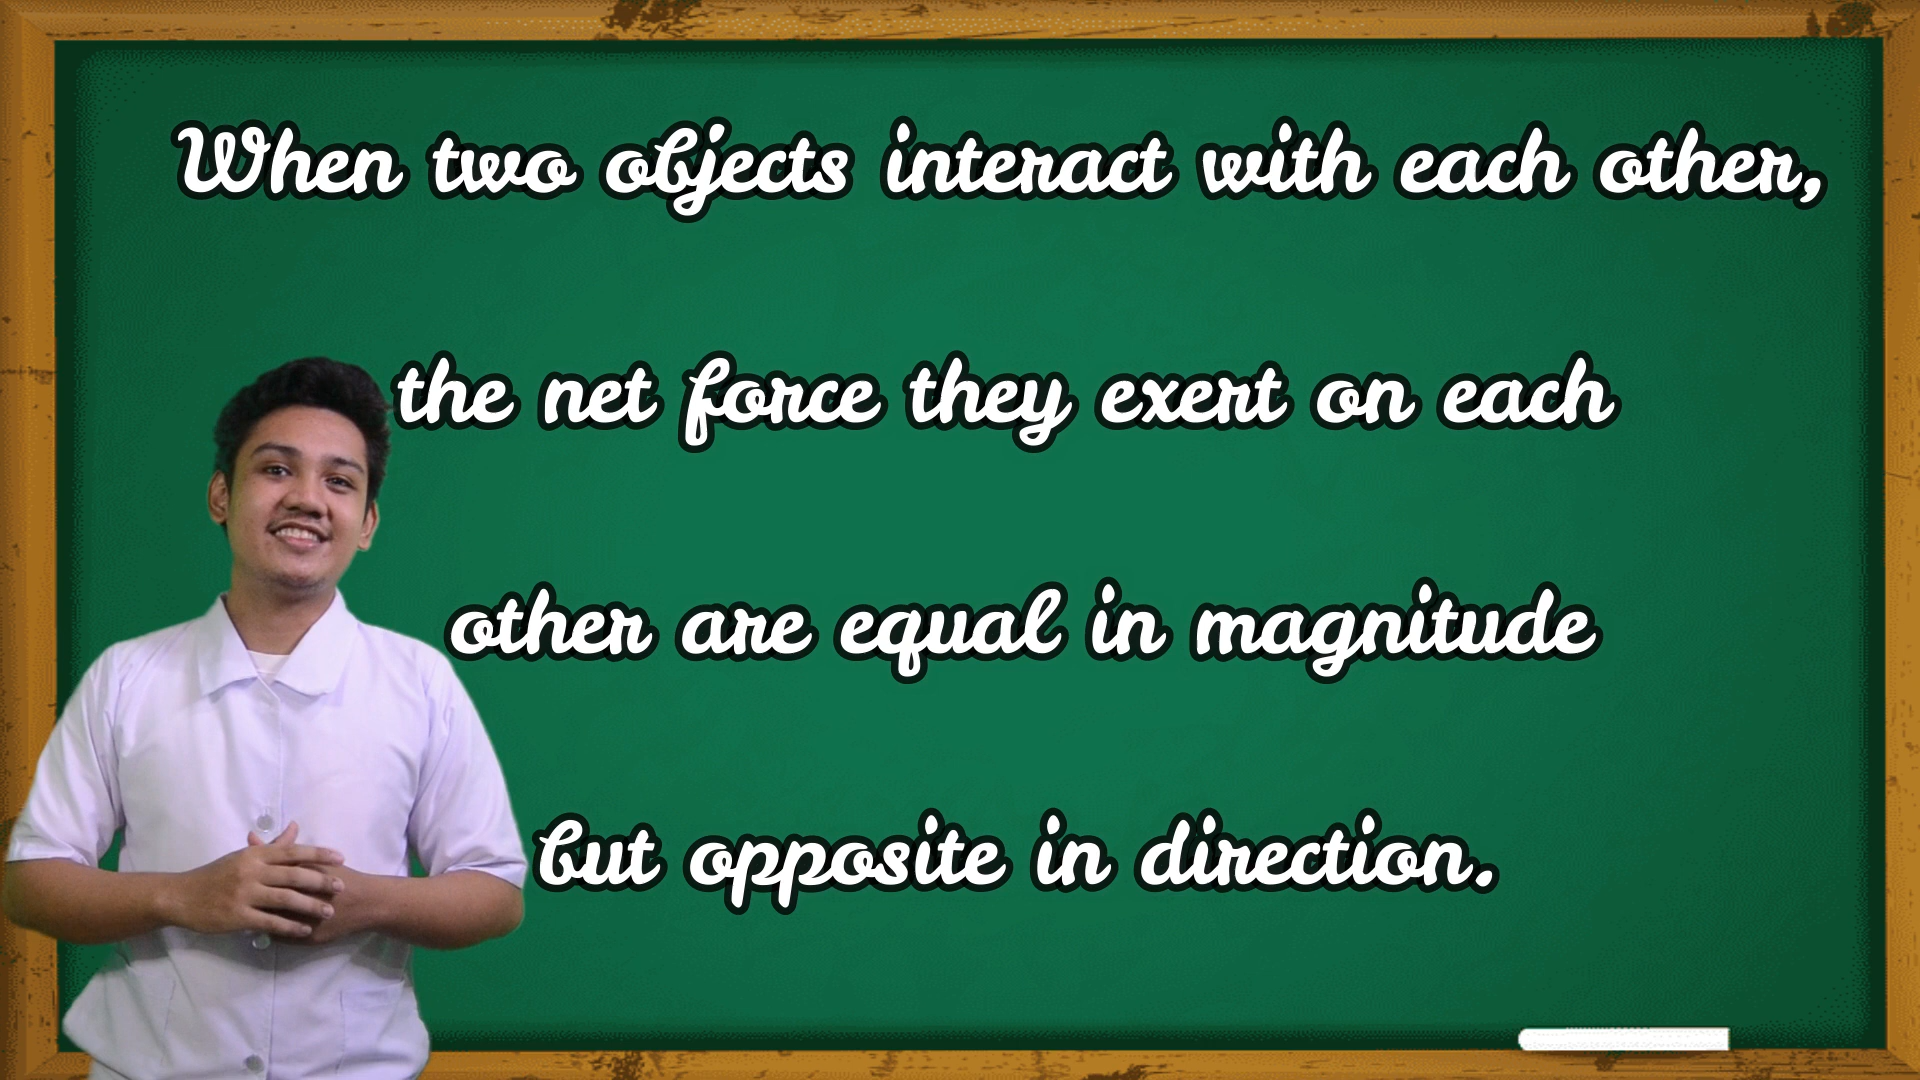 When two objects interact with each other,
the net force they exert on each
other are equal in magnitude
but opposite in direction.